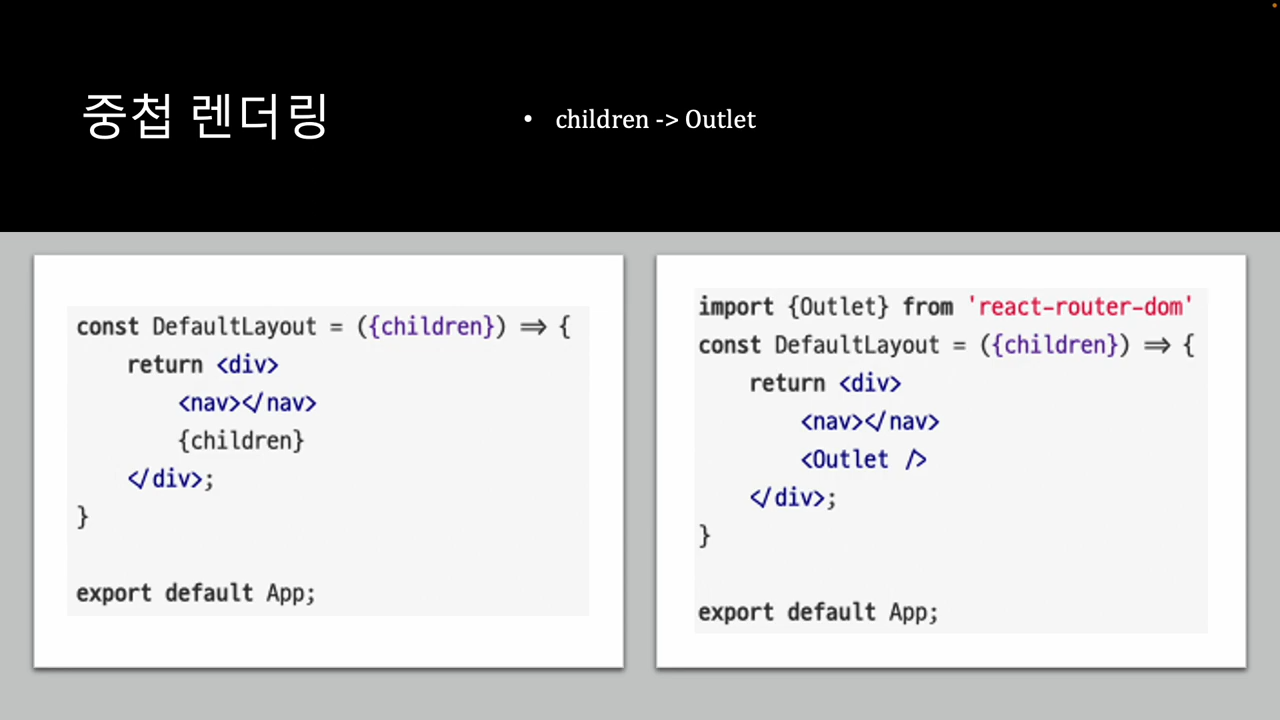 중첩 렌더링
• children -> Outlet
const DefaultLayout = ({children}) => {
    return <div>
        <nav></nav>
        {children}
    </div>;
}
export default App;
import {Outlet} from 'react-router-dom'
const DefaultLayout = ({children}) => {
    return <div>
        <nav></nav>
        <Outlet />
    </div>;
}
export default App;